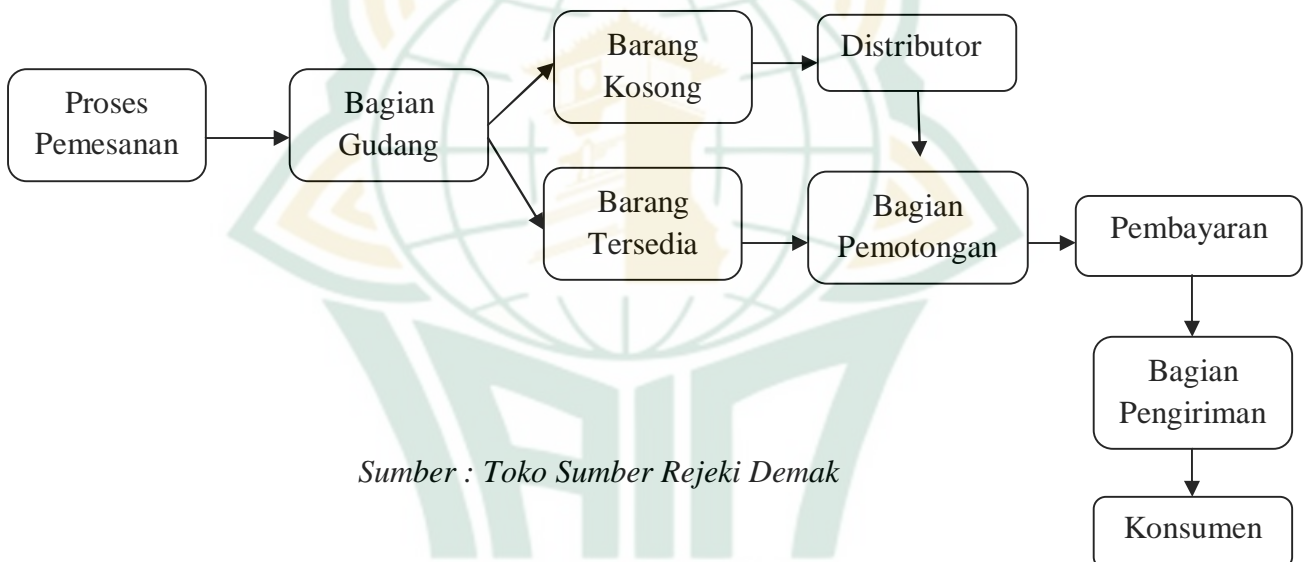 Proses
Pemesanan
Bagian
Gudang
Barang
Kosong
Distributor
Barang
Tersedia
Bagian
Pemotongan
Pembayaran
Bagian
Pengiriman
Konsumen
Sumber : Toko Sumber Rejeki Demak